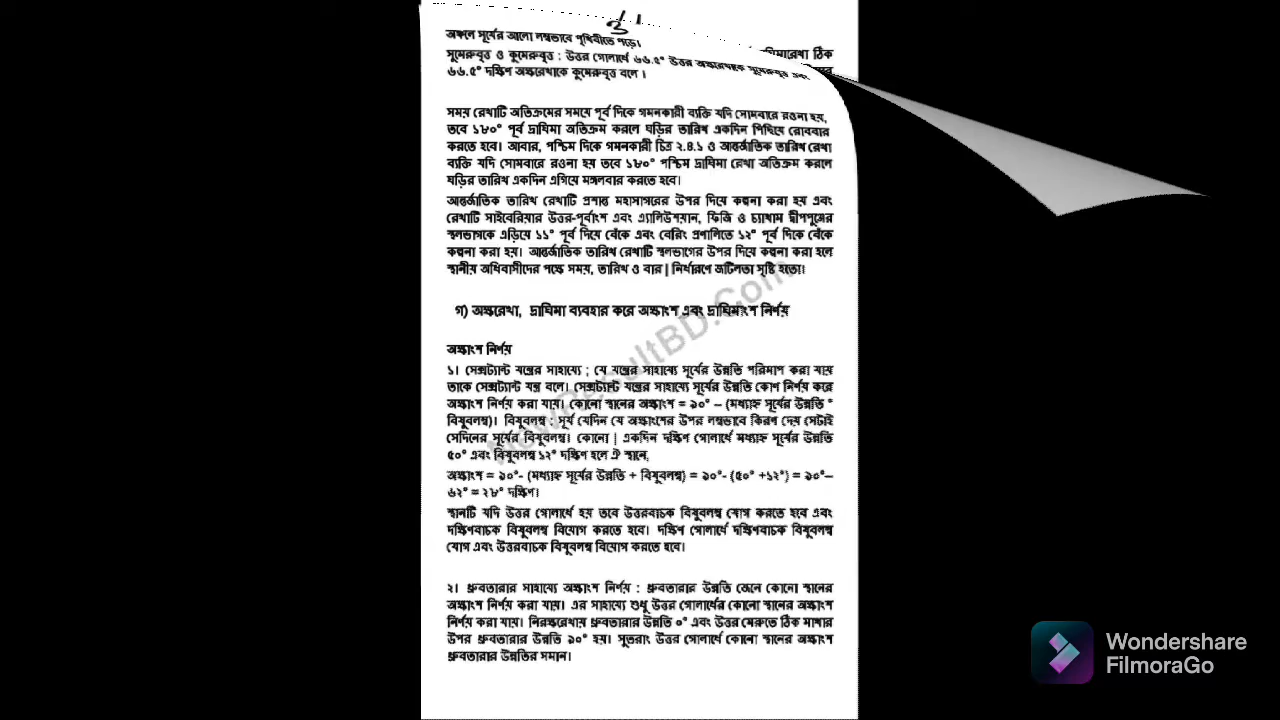 অঞ্চলে সূর্যের আলো লম্বভাবে পৃথিবীতে পড়ে।
সুমেরুবৃত্ত ও কুমেরুবৃত্ত : উত্তর গোলার্ধে ৬৬.৫° উত্তর অক্ষরেখাকে সুমেরুবৃত্ত এবং
ঠিক
৬৬.৫° দক্ষিণ অক্ষরেখাকে কুমেরুবৃত্ত বলে ।
সময় রেখাটি অতিক্রমের সময়ে পূর্ব দিকে গমনকারী ব্যক্তি যদি সোমবারে রওনা হয়,
তবে ১৮০° পূর্ব দ্রাঘিমা অতিক্রম করলে ঘড়ির তারিখ একদিন পিছিয়ে রোববার
করতে হবে। আবার, পশ্চিম দিকে গমনকারী চিত্র ২.৪.১ ও আন্তর্জাতিক তারিখ রেখা
ব্যক্তি যদি সোমবারে রওনা হয় তবে ১৮০° পশ্চিম দ্রাঘিমা রেখা অতিক্রম করলে
ঘড়ির তারিখ একদিন এগিয়ে মঙ্গলবার করতে হবে।
আন্তর্জাতিক তারিখ রেখাটি প্রশান্ত মহাসাগরের উপর দিয়ে কল্পনা করা হয় এবং
রেখাটি সাইবেরিয়ার উত্তর-পূর্বাংশ এবং এ্যালিউশয়ান, ফিজি ও চ্যাথাম দ্বীপপুঞ্জের
স্থলভাগকে এড়িয়ে ১১° পূর্ব দিয়ে বেঁকে এবং বেরিং প্রণালিতে ১২° পূর্ব দিকে বেঁকে
কল্পনা করা হয়। আন্তর্জাতিক তারিখ রেখাটি স্থলভাগের উপর দিয়ে কল্পনা করা হলে
স্থানীয় অধিবাসীদের পক্ষে সময়, তারিখ ও বার | নির্ধারণে জটিলতা সৃষ্টি হতো।
গ) অক্ষরেখা, দ্রাঘিমা ব্যবহার করে অক্ষাংশ এবং দ্রাঘিমাংশ নির্ণয়
অক্ষাংশ নির্ণয়
১। সেক্সট্যান্ট যন্ত্রের সাহায্যে ; যে যন্ত্রের সাহায্যে সূর্যের উন্নতি পরিমাপ করা যায়
তাকে সেক্সট্যান্ট যন্ত্র বলে। সেক্সট্যান্ট যন্ত্রের সাহায্যে সূর্যের উন্নতি কোণ নির্ণয় করে
অক্ষাংশ নির্ণয় করা যায়। কোনো স্থানের অক্ষাংশ = ৯০° – (মধ্যাহ্ন সূর্যের উন্নতি *
বিষুবলম্ব)। বিষুবলম্ব : সূর্য যেদিন যে অক্ষাংশের উপর লম্বভাবে কিরণ দেয় সেটাই
সেদিনের সূর্যের বিষুবলম্ব। কোনো | একদিন দক্ষিণ গোলার্ধে মধ্যাহ্ন সূর্যের উন্নতি
৫০° এবং বিষুবলম্ব ১২° দক্ষিণ হলে ঐ স্থানে,
অক্ষাংশ = ৯০°- (মধ্যাহ্ন সূর্যের উন্নতি + বিষুবলম্ব) = ৯০°- (৫০° +১২°) = ৯০°–
৬২° = ২৮° দক্ষিণ।
স্থানটি যদি উত্তর গোলার্ধে হয় তবে উত্তরবাচক বিষুবলম্ব যোগ করতে হবে এবং
দক্ষিণবাচক বিষুবলম্ব বিয়োগ করতে হবে। দক্ষিণ গোলার্ধে দক্ষিণবাচক বিষুবলম্ব
যোগ এবং উত্তরবাচক বিষুবলম্ব বিয়োগ করতে হবে।
NewResultBD.Com
২। ধ্রুবতারার সাহায্যে অক্ষাংশ নির্ণয় : ধ্রুবতারার উন্নতি জেনে কোনো স্থানের
অক্ষাংশ নির্ণয় করা যায়। এর সাহায্যে শুধু উত্তর গোলার্ধের কোনো স্থানের অক্ষাংশ
নির্ণয় করা যায়। নিরক্ষরেখায় ধ্রুবতারার উন্নতি ০° এবং উত্তর মেরুতে ঠিক মাথার
উপর ধ্রুবতারার উন্নতি ৯০° হয়। সুতরাং উত্তর গোলার্ধে কোনো স্থানের অক্ষাংশ
ধ্রুবতারার উন্নতির সমান।
Wondershare
FilmoraGo